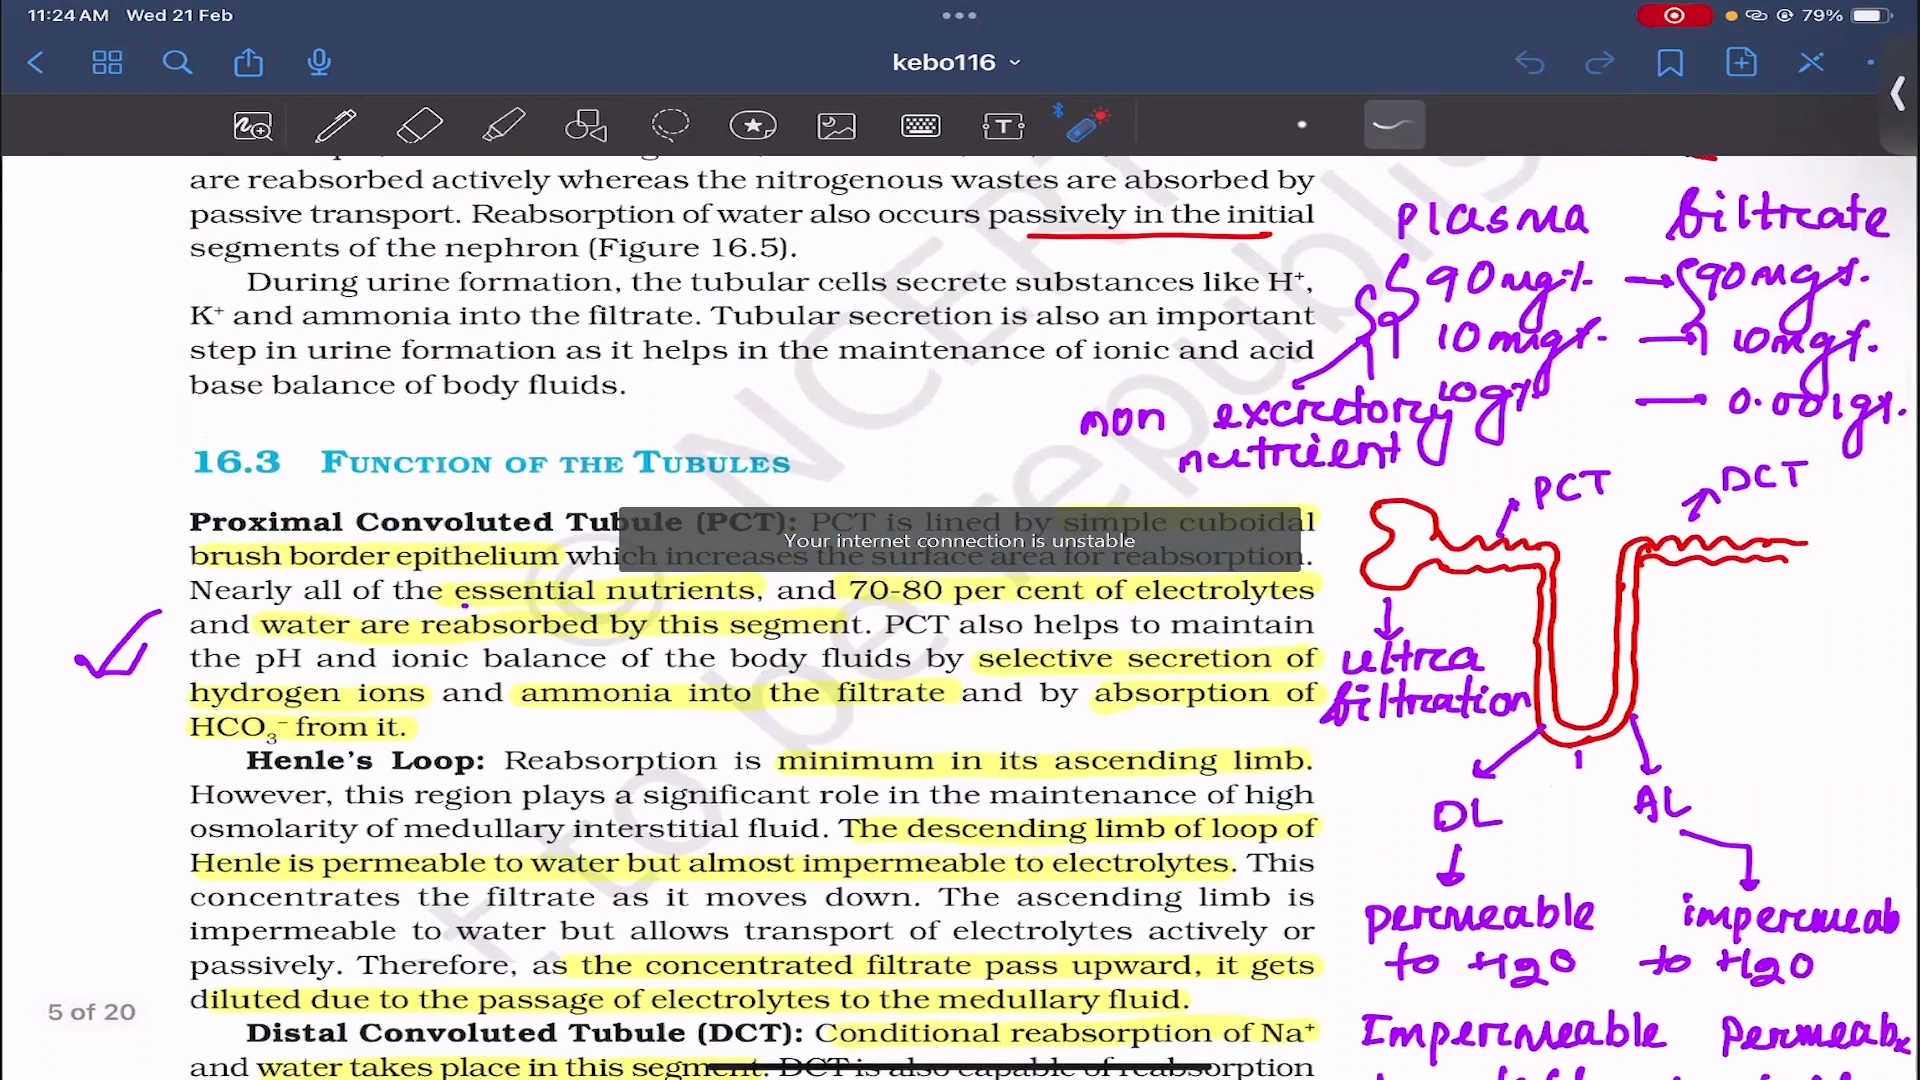 11:24 AM Wed 21 Feb
79%
kebo116
are reabsorbed actively whereas the nitrogenous wastes are absorbed by
passive transport. Reabsorption of water also occurs passively in the initial
segments of the nephron (Figure 16.5).
During urine formation, the tubular cells secrete substances like H⁺,
K⁺ and ammonia into the filtrate. Tubular secretion is also an important
step in urine formation as it helps in the maintenance of ionic and acid
base balance of body fluids.
16.3 FUNCTION OF THE TUBULES
Proximal Convoluted Tubule (PCT): PCT is lined by simple cuboidal
brush border epithelium which increases the surface area for reabsorption.
Your internet connection is unstable
Nearly all of the essential nutrients, and 70-80 per cent of electrolytes
and water are reabsorbed by this segment. PCT also helps to maintain
the pH and ionic balance of the body fluids by selective secretion of
hydrogen ions and ammonia into the filtrate and by absorption of
HCO₃⁻ from it.
Henle's Loop: Reabsorption is minimum in its ascending limb.
However, this region plays a significant role in the maintenance of high
osmolarity of medullary interstitial fluid. The descending limb of loop of
Henle is permeable to water but almost impermeable to electrolytes. This
concentrates the filtrate as it moves down. The ascending limb is
impermeable to water but allows transport of electrolytes actively or
passively. Therefore, as the concentrated filtrate pass upward, it gets
diluted due to the passage of electrolytes to the medullary fluid.
Distal Convoluted Tubule (DCT): Conditional reabsorption of Na⁺
and water takes place in this segment. DCT is also capable of reabsorption
5 of 20
© NCERT
to be republis
Plasma filtrate
90mg% → 90mg%
10mg% → 10mg%
10g% — 0.001g%
non excretory
nutrient
PCT
DCT
ultra
filtration
DL
AL
permeable impermeab
to H2O to H2O
Impermeable Permeab